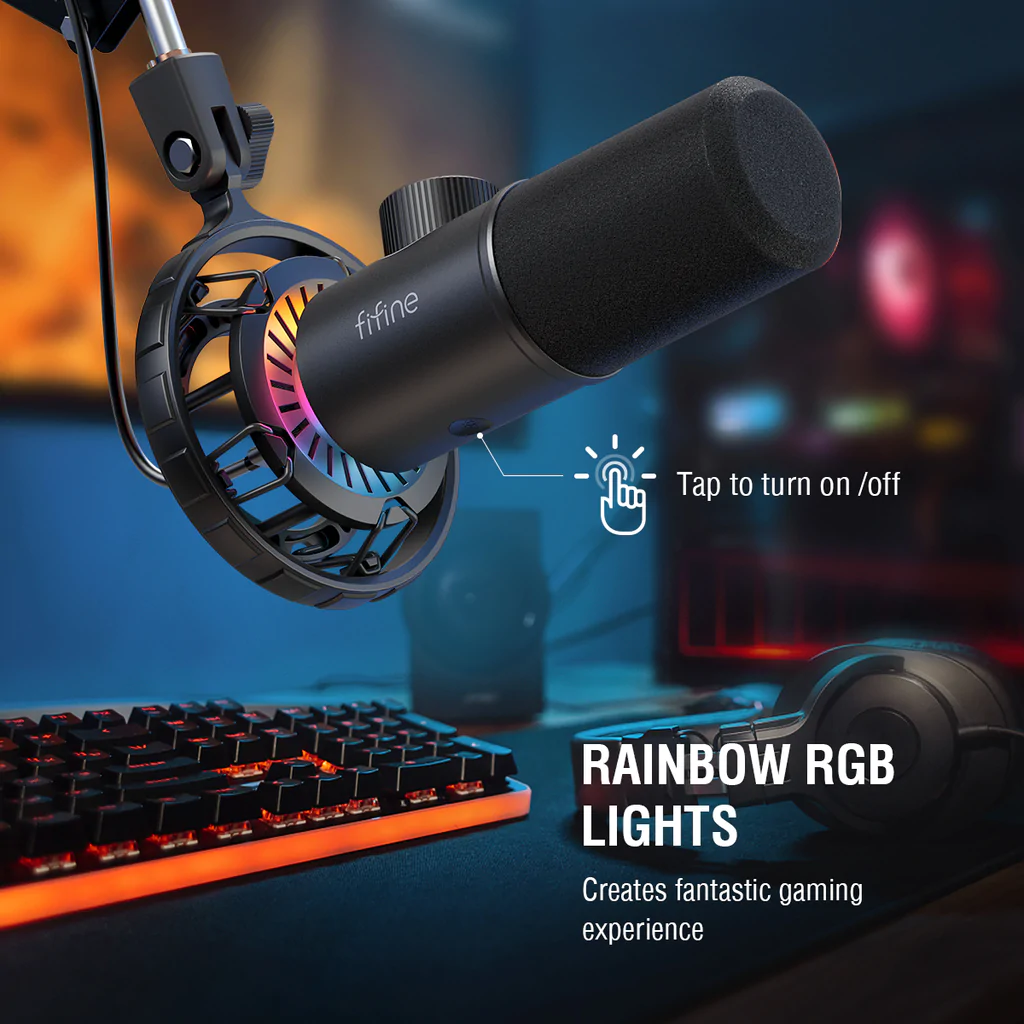 fifine
Tap to turn on /off
RAINBOW RGB
LIGHTS
Creates fantastic gaming
experience